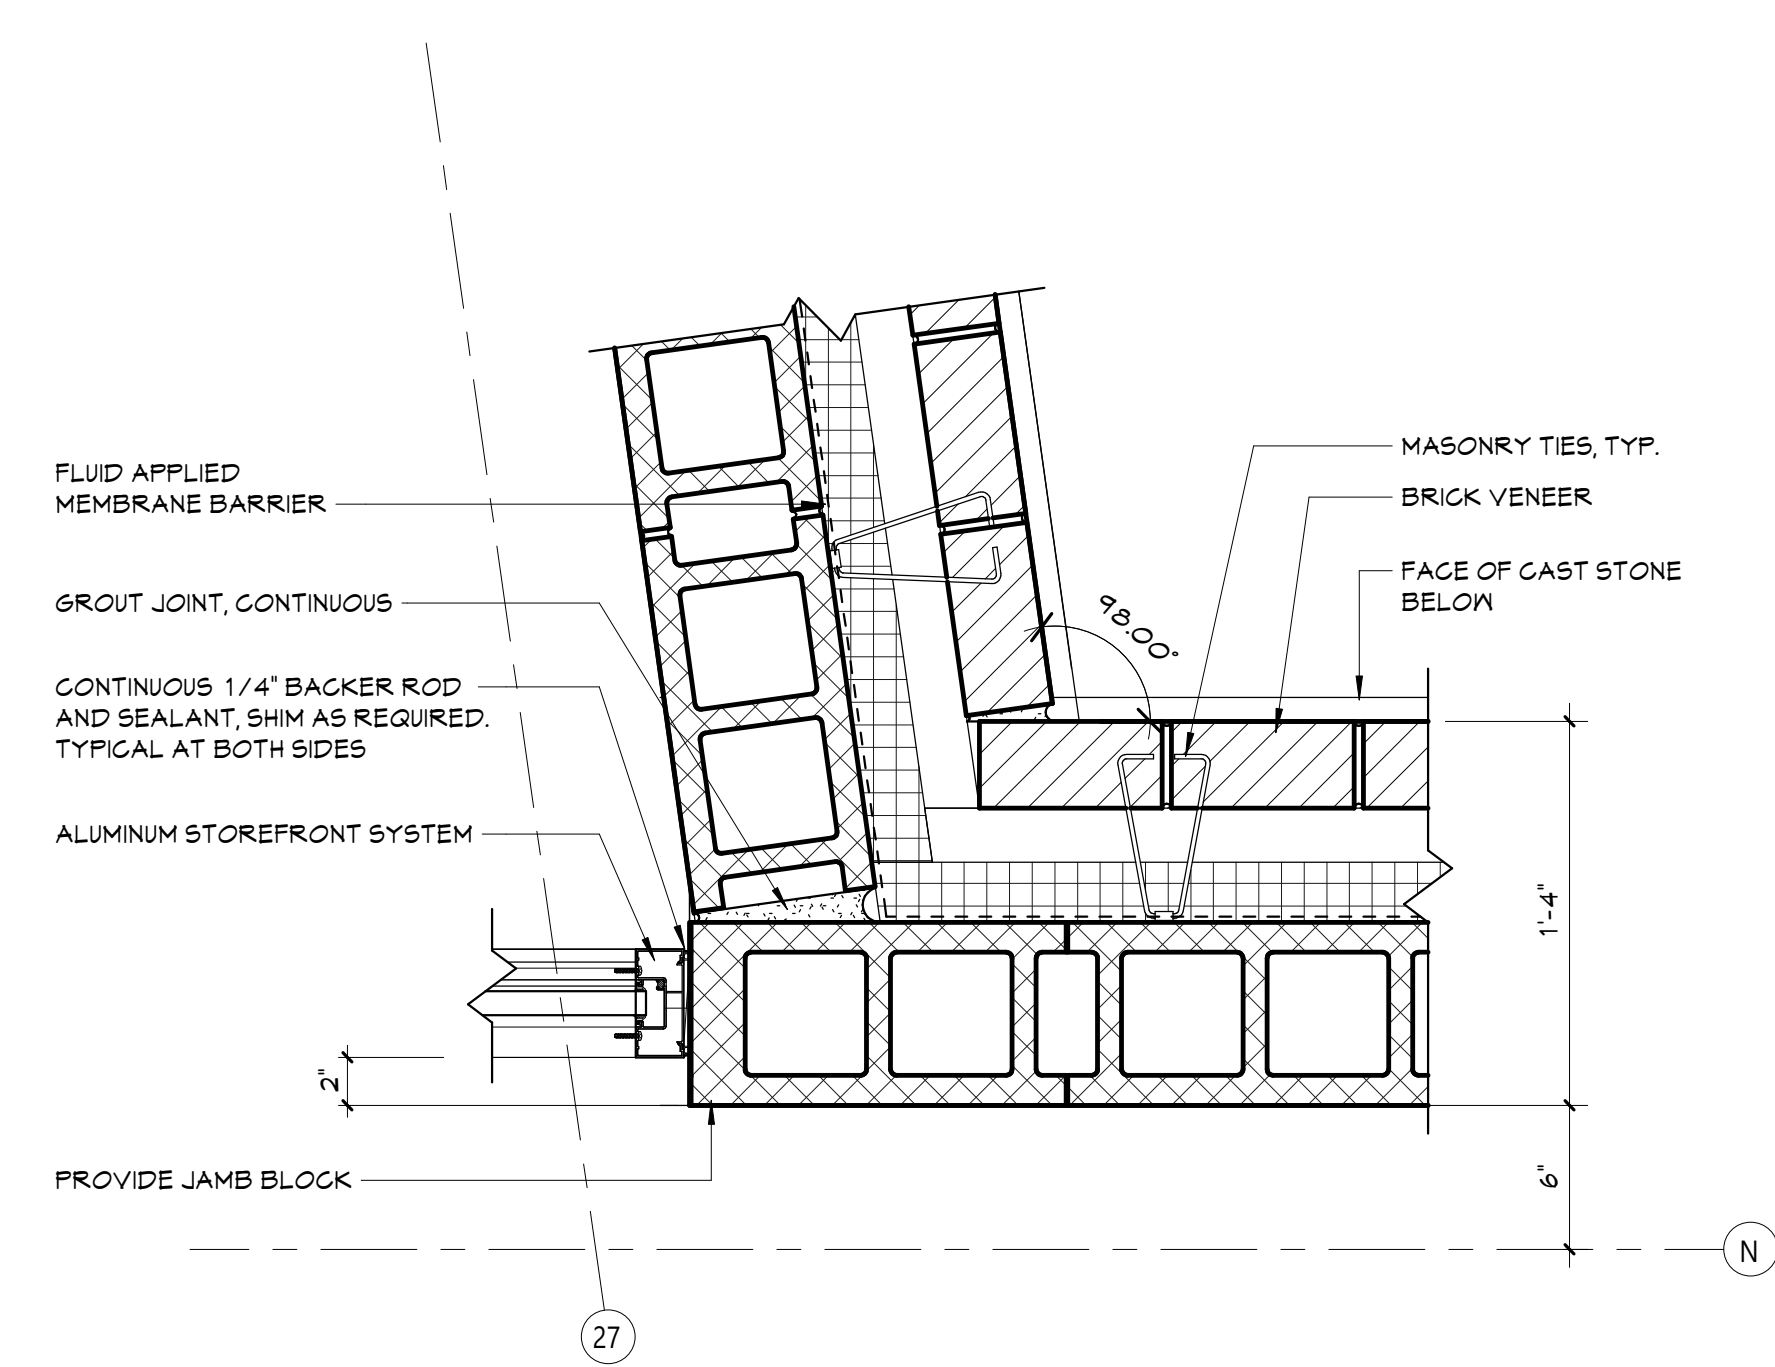 FLUID APPLIED
MEMBRANE BARRIER
GROUT JOINT, CONTINUOUS
CONTINUOUS 1/4" BACKER ROD
AND SEALANT, SHIM AS REQUIRED.
TYPICAL AT BOTH SIDES
ALUMINUM STOREFRONT SYSTEM
2"
PROVIDE JAMB BLOCK
MASONRY TIES, TYP.
BRICK VENEER
FACE OF CAST STONE
BELOW
98.00°
1'-4"
6"
N
27